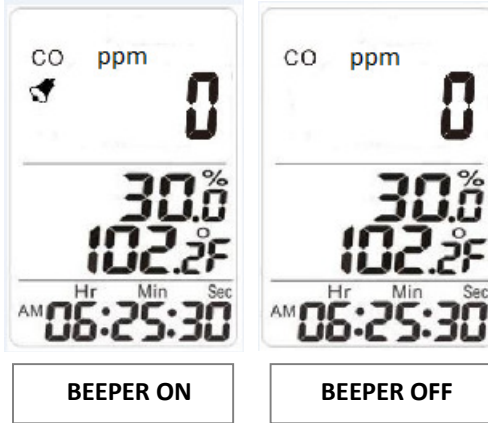 CO ppm
0
30.0%
102.2°F
Hr Min Sec
AM 06:25:30
BEEPER ON
CO ppm
0
30.0%
102.2°F
Hr Min Sec
AM 06:25:30
BEEPER OFF